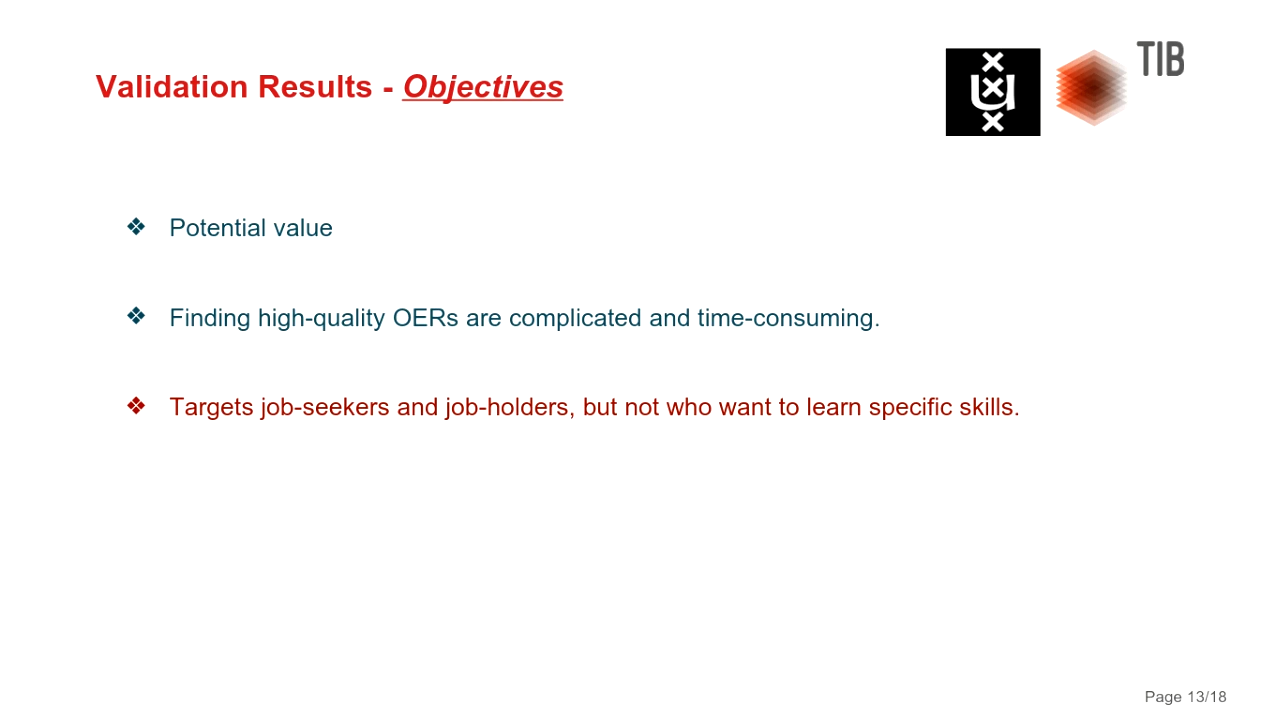 Validation Results - Objectives
TIB
❖ Potential value
❖ Finding high-quality OERs are complicated and time-consuming.
❖ Targets job-seekers and job-holders, but not who want to learn specific skills.
Page 13/18